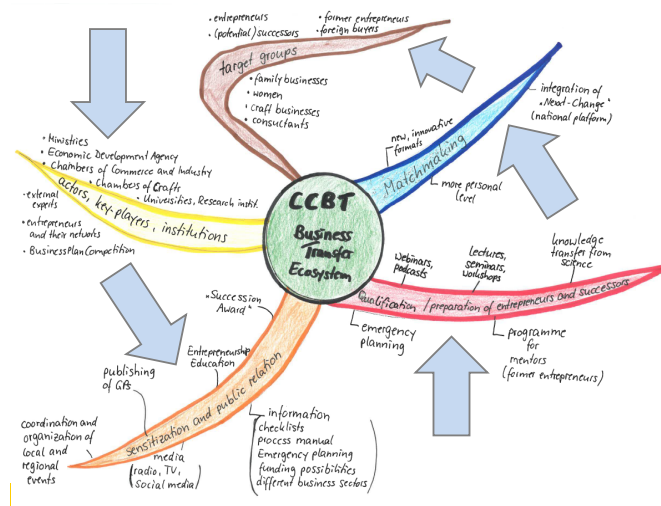 • entrepreneurs
• (potential) successors
• former entrepreneurs
• foreign buyers
target groups
• family businesses
• women
• craft businesses
• consultants
integration of
"Nexxt-Change"
(national platform)
new, innovative
formats
Matchmaking
more personal
level
• Ministries
• Economic Development Agency
• Chambers of Commerce and Industry
• Chambers of Crafts
• Universities, Research instit.
actors, key-players, institutions
• external
experts
• entrepreneurs
and their networks
• BusinessPlanCompetition
CCBT
Business
Transfer
Ecosystem
Webinars,
podcasts
Lectures,
seminars,
workshops
knowledge
transfer from
science
Qualification / preparation of entrepreneurs and successors
emergency
planning
programme
for
mentors
(former entrepreneurs)
"Succession
Award"
Entrepreneurship
Education
publishing
of GPs
sensitization and public relation
coordination and
organization of
local and
regional
events
media
(radio, TV,
social media)
information
checklists
process manual
Emergency planning
funding possibilities
different business sectors